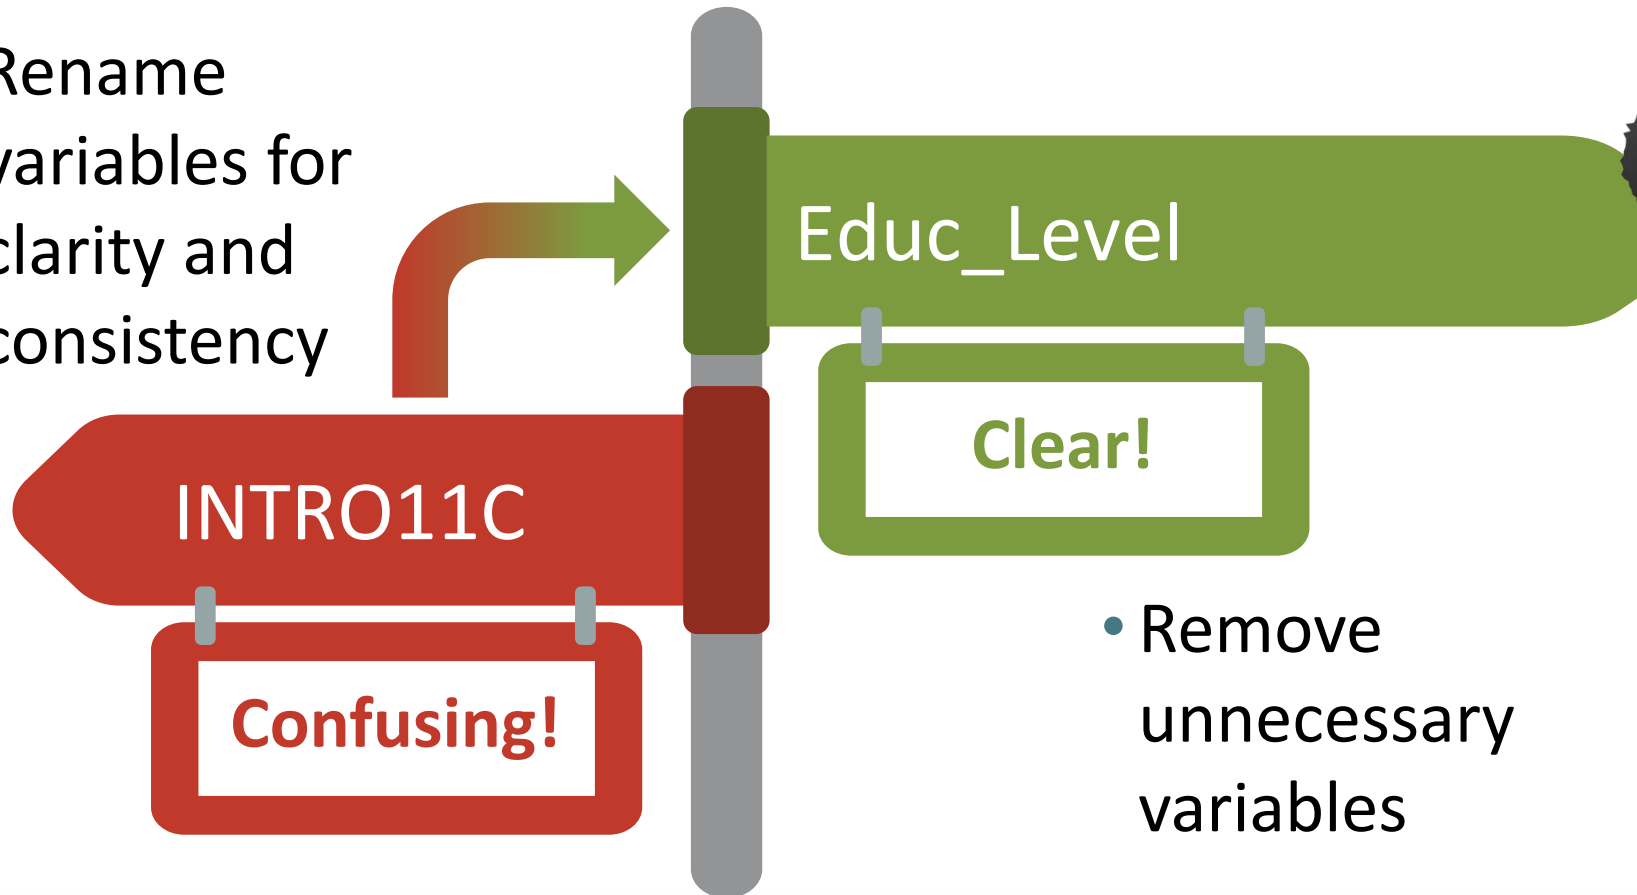 Rename
variables for
clarity and
consistency
Educ_Level
Clear!
INTRO11C
Confusing!
• Remove
unnecessary
variables